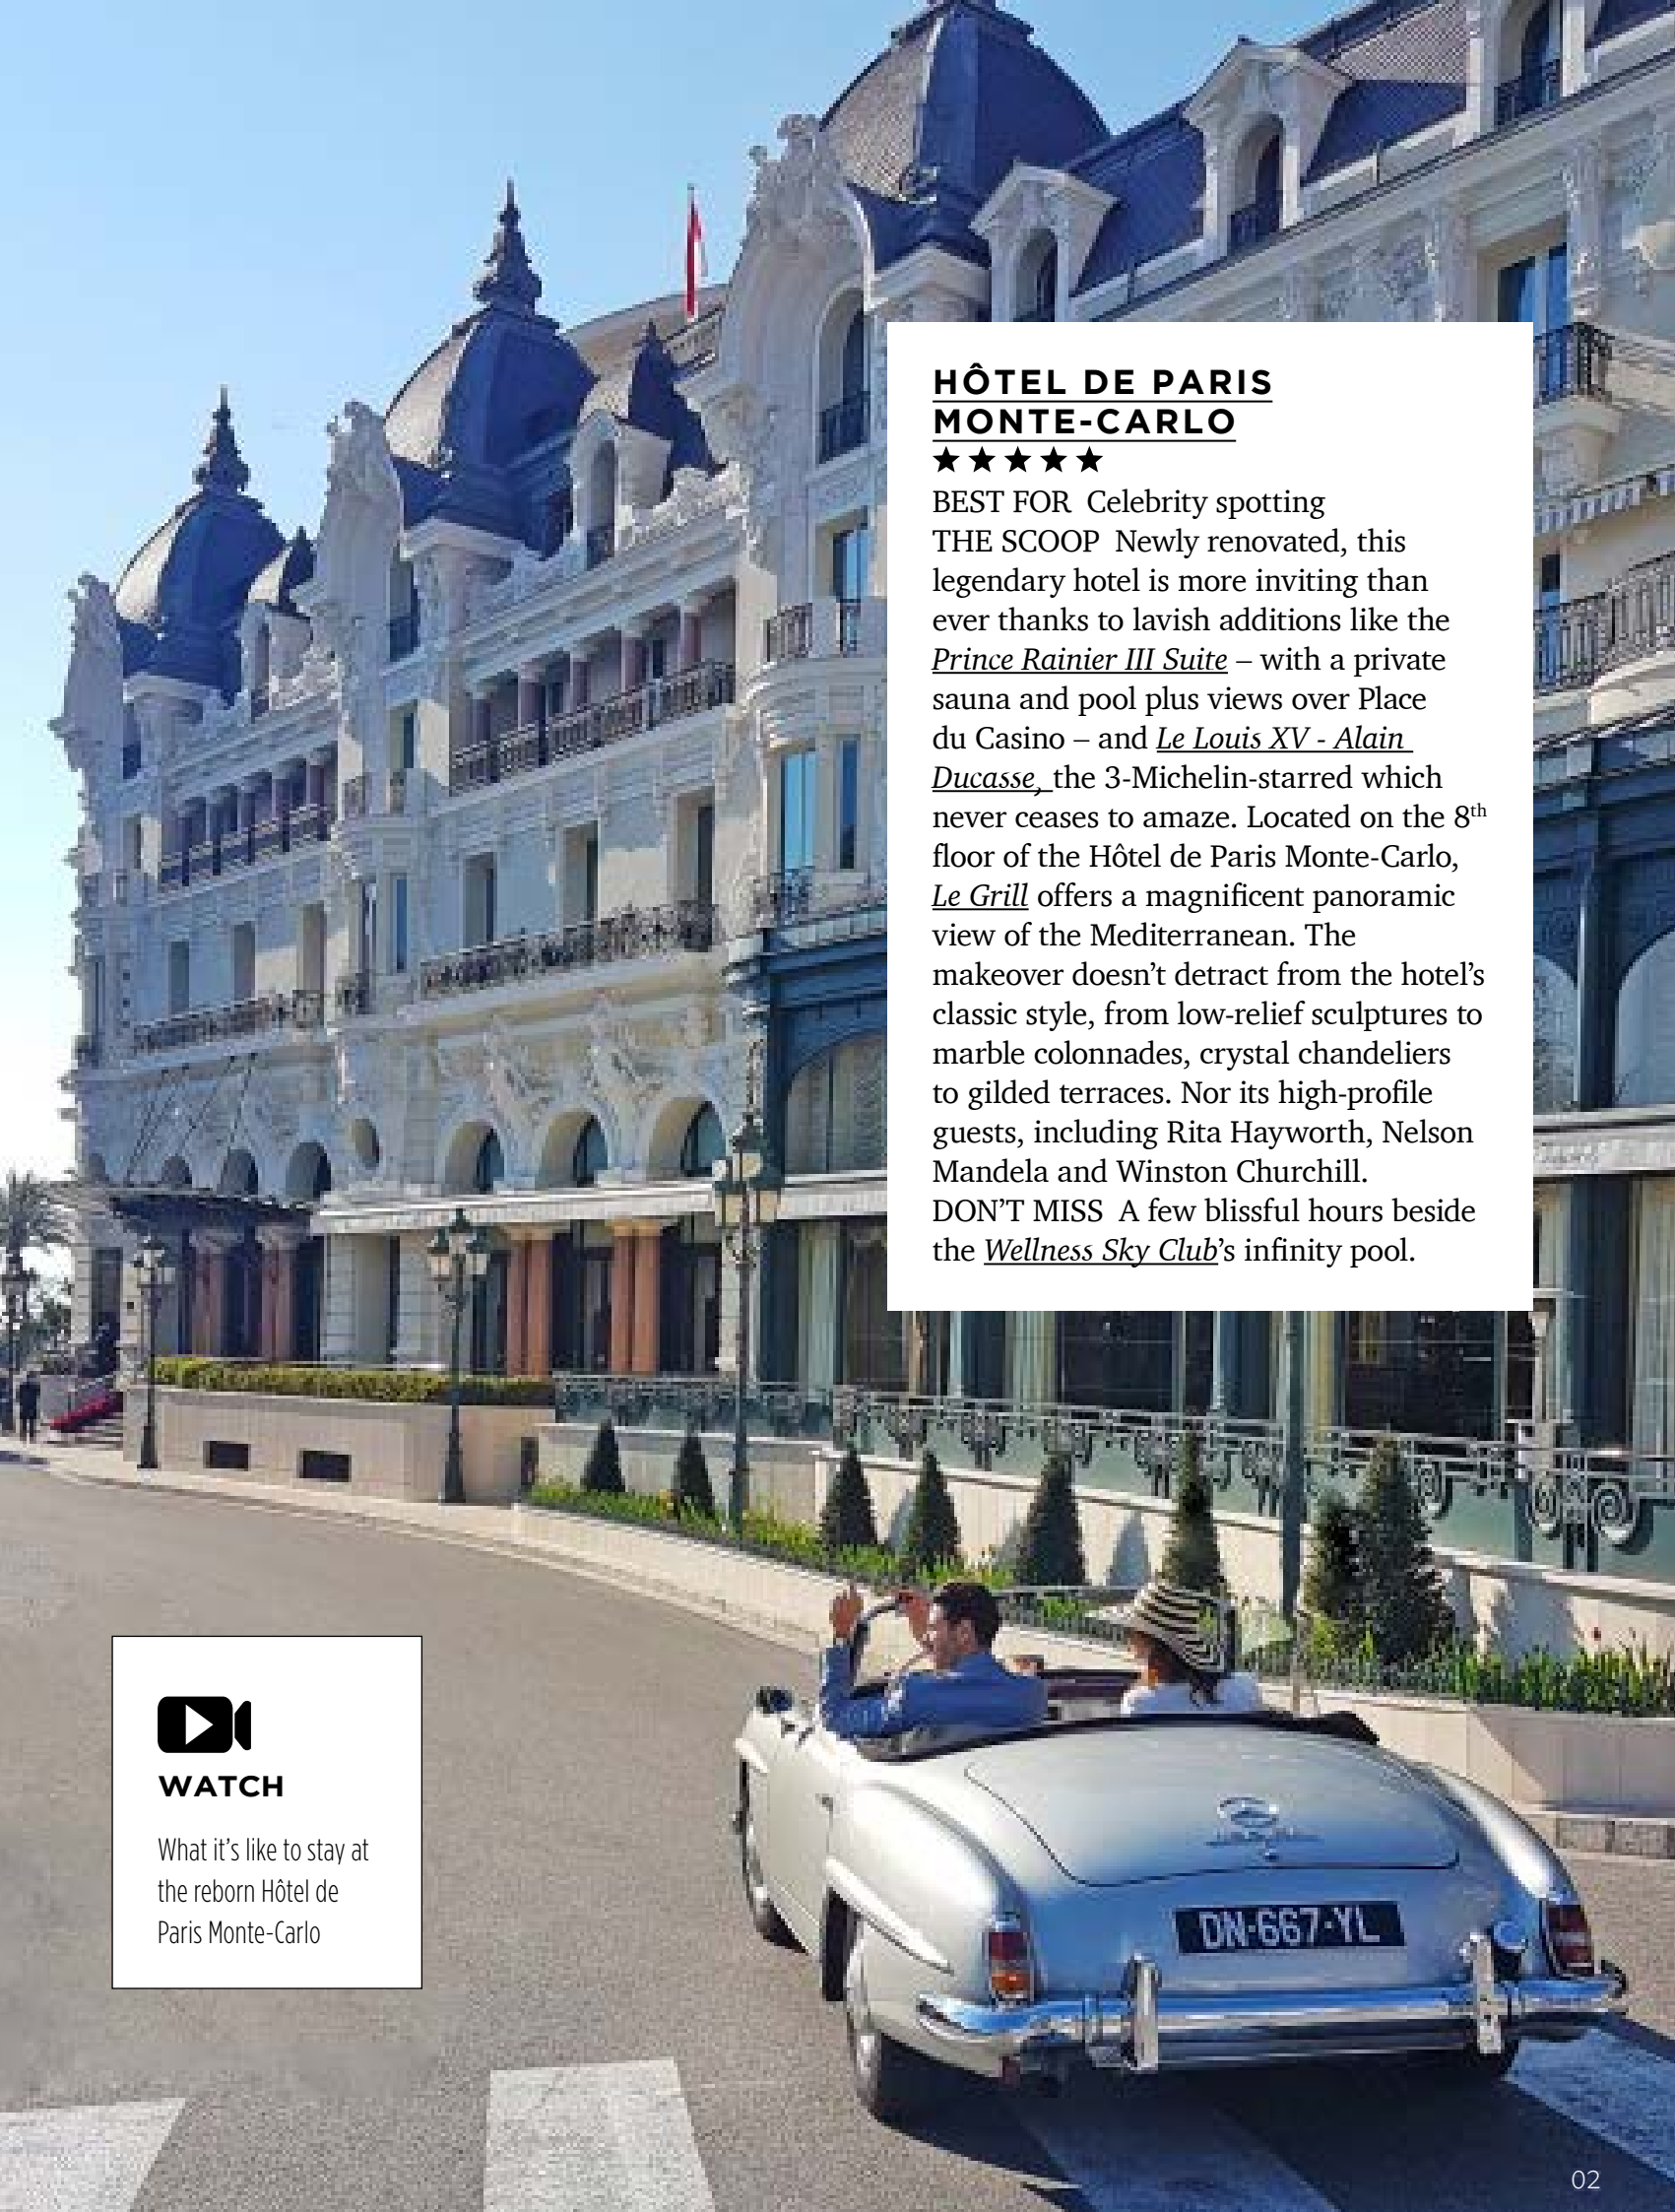 HÔTEL DE PARIS
MONTE-CARLO
★★★★★
BEST FOR  Celebrity spotting
THE SCOOP  Newly renovated, this
legendary hotel is more inviting than
ever thanks to lavish additions like the
Prince Rainier III Suite – with a private
sauna and pool plus views over Place
du Casino – and Le Louis XV - Alain
Ducasse, the 3-Michelin-starred which
never ceases to amaze. Located on the 8th
floor of the Hôtel de Paris Monte-Carlo,
Le Grill offers a magnificent panoramic
view of the Mediterranean. The
makeover doesn’t detract from the hotel’s
classic style, from low-relief sculptures to
marble colonnades, crystal chandeliers
to gilded terraces. Nor its high-profile
guests, including Rita Hayworth, Nelson
Mandela and Winston Churchill.
DON’T MISS  A few blissful hours beside
the Wellness Sky Club’s infinity pool.
WATCH
What it’s like to stay at
the reborn Hôtel de
Paris Monte-Carlo
DN-667-YL
02